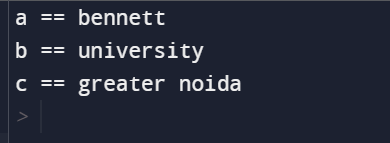 a == bennett
b == university
c == greater noida
>